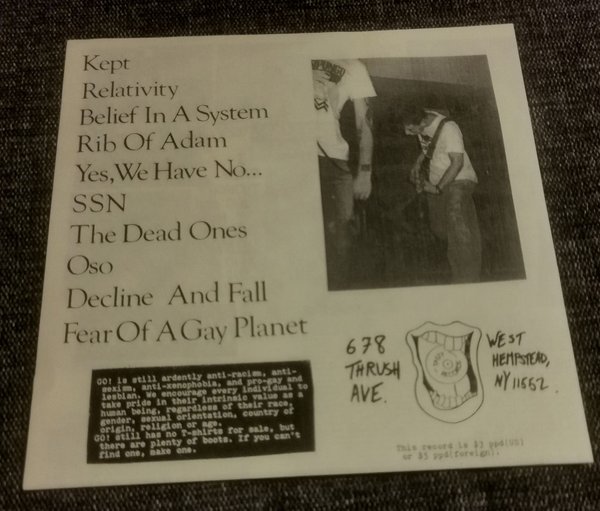 Kept
Relativity
Belief In A System
Rib Of Adam
Yes, We Have No...
SSN
The Dead Ones
Oso
Decline And Fall
Fear Of A Gay Planet
GO! is still ardently anti-racism, anti-
sexism, anti-xenophobia, and pro-gay and
lesbian. We encourage every individual to
take pride in their intrinsic value as a
human being, regardless of their race,
gender, sexual orientation, country of
origin, religion or age.
GO! still has no T-shirts for sale, but
there are plenty of boots. If you can't
find one, make one.
678
THRUSH
AVE.
WEST
HEMPSTEAD,
NY 11552.
This record is $3 ppd(US)
or $5 ppd(foreign).